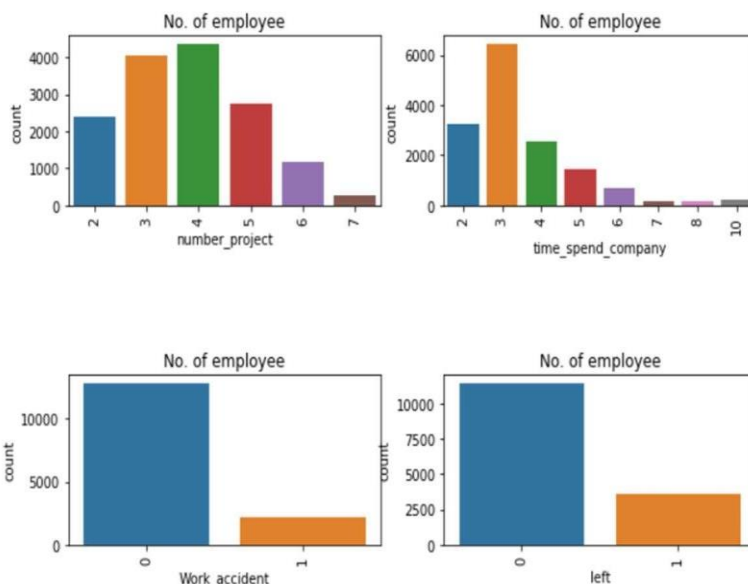 No. of employee
4000
3000
2000
1000
0
count
2 3 4 5 6 7
number_project
No. of employee
6000
4000
2000
0
count
2 3 4 5 6 7 8 10
time_spend_company
No. of employee
10000
5000
0
count
0 1
Work_accident
No. of employee
10000
7500
5000
2500
0
count
0 1
left